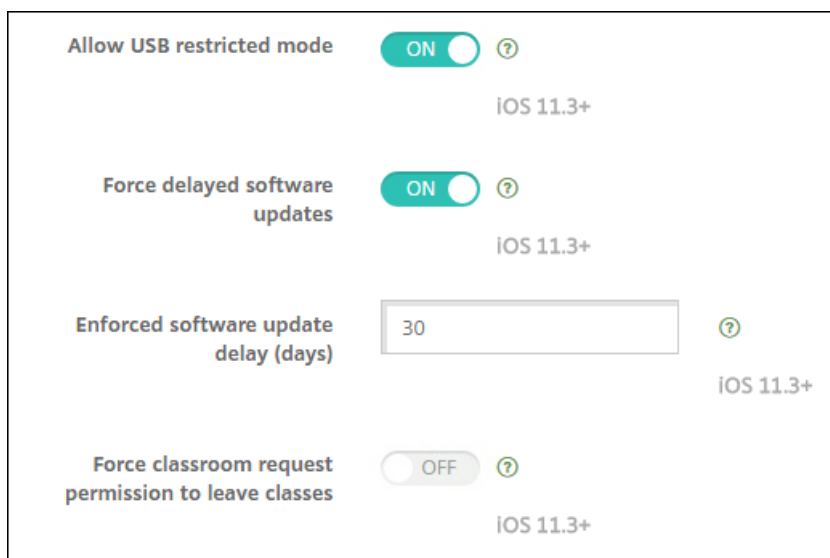 Allow USB restricted mode ON ?
iOS 11.3+
Force delayed software ON ?
updates
iOS 11.3+
Enforced software update 30 ?
delay (days)
iOS 11.3+
Force classroom request OFF ?
permission to leave classes
iOS 11.3+